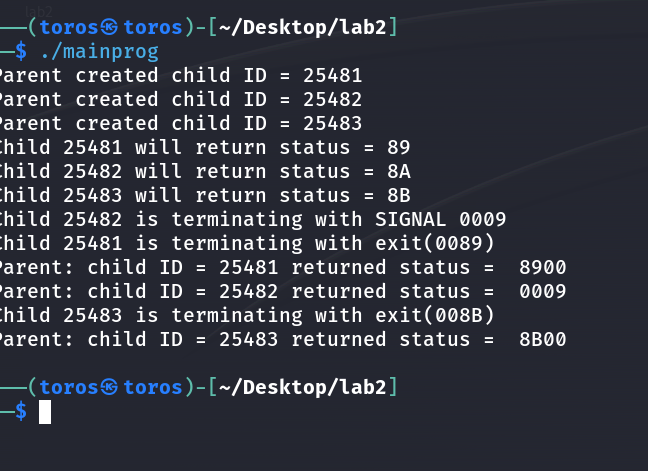 lab2
──(toros㉿toros)-[~/Desktop/lab2]
─$ ./mainprog
Parent created child ID = 25481
Parent created child ID = 25482
Parent created child ID = 25483
Child 25481 will return status = 89
Child 25482 will return status = 8A
Child 25483 will return status = 8B
Child 25482 is terminating with SIGNAL 0009
Child 25481 is terminating with exit(0089)
Parent: child ID = 25481 returned status =  8900
Parent: child ID = 25482 returned status =  0009
Child 25483 is terminating with exit(008B)
Parent: child ID = 25483 returned status =  8B00
──(toros㉿toros)-[~/Desktop/lab2]
─$